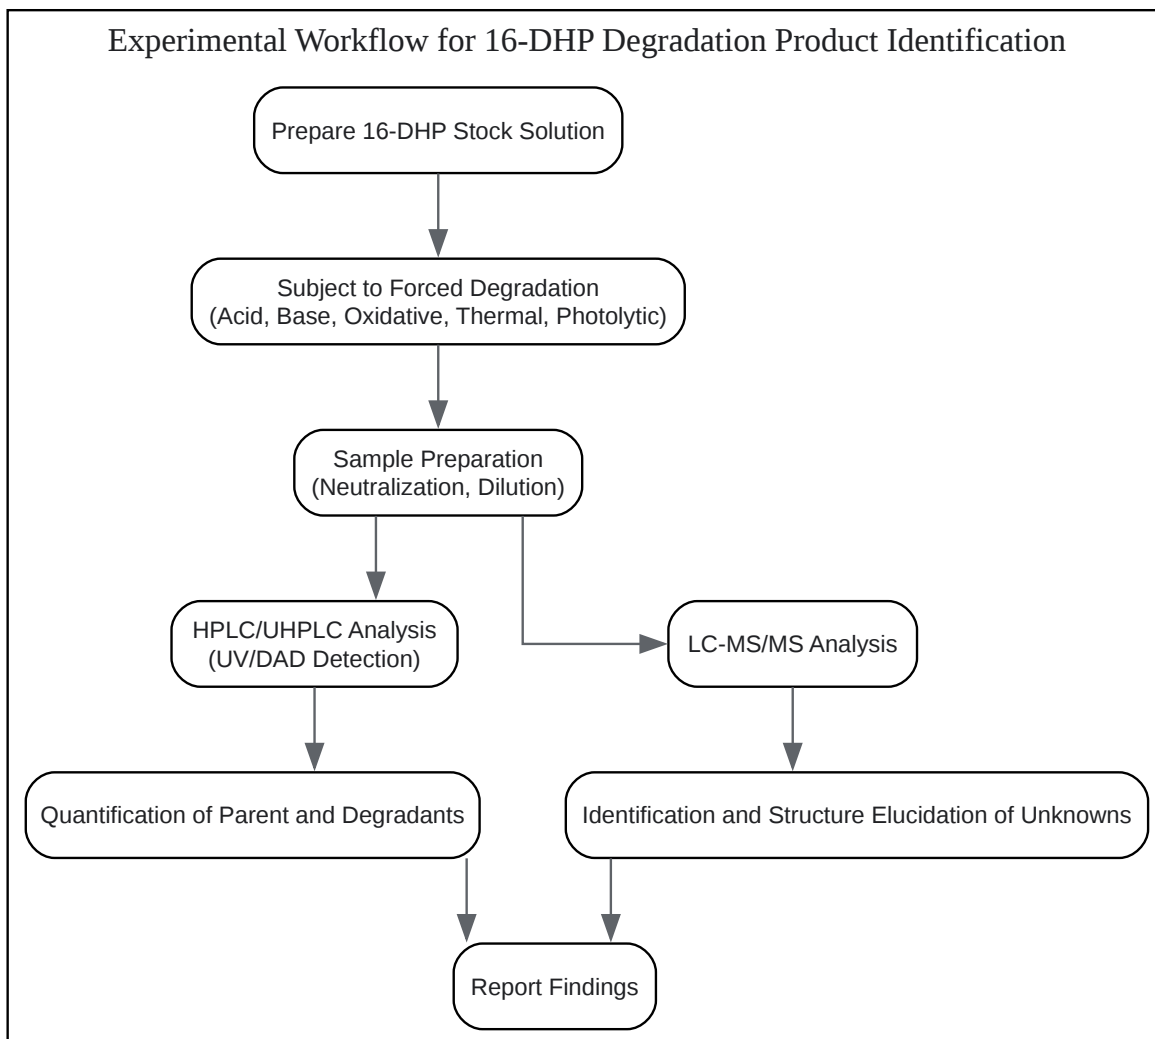 Experimental Workflow for 16-DHP Degradation Product Identification
Prepare 16-DHP Stock Solution
Subject to Forced Degradation
(Acid, Base, Oxidative, Thermal, Photolytic)
Sample Preparation
(Neutralization, Dilution)
HPLC/UHPLC Analysis
(UV/DAD Detection)
LC-MS/MS Analysis
Quantification of Parent and Degradants
Identification and Structure Elucidation of Unknowns
Report Findings